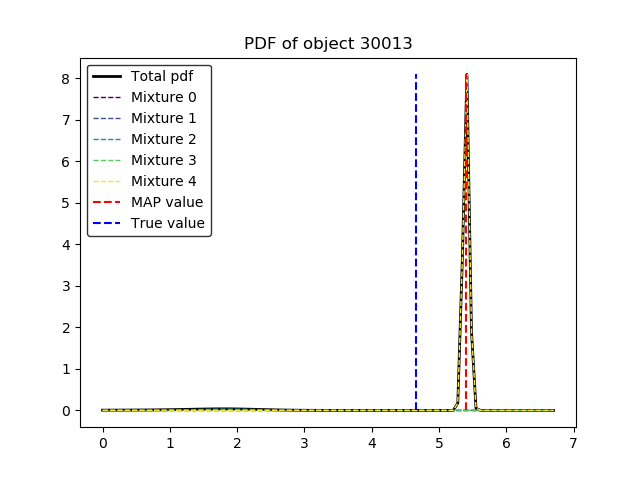 PDF of object 30013
Total pdf
Mixture 0
Mixture 1
Mixture 2
Mixture 3
Mixture 4
MAP value
True value
8
7
6
5
4
3
2
1
0
0 1 2 3 4 5 6 7